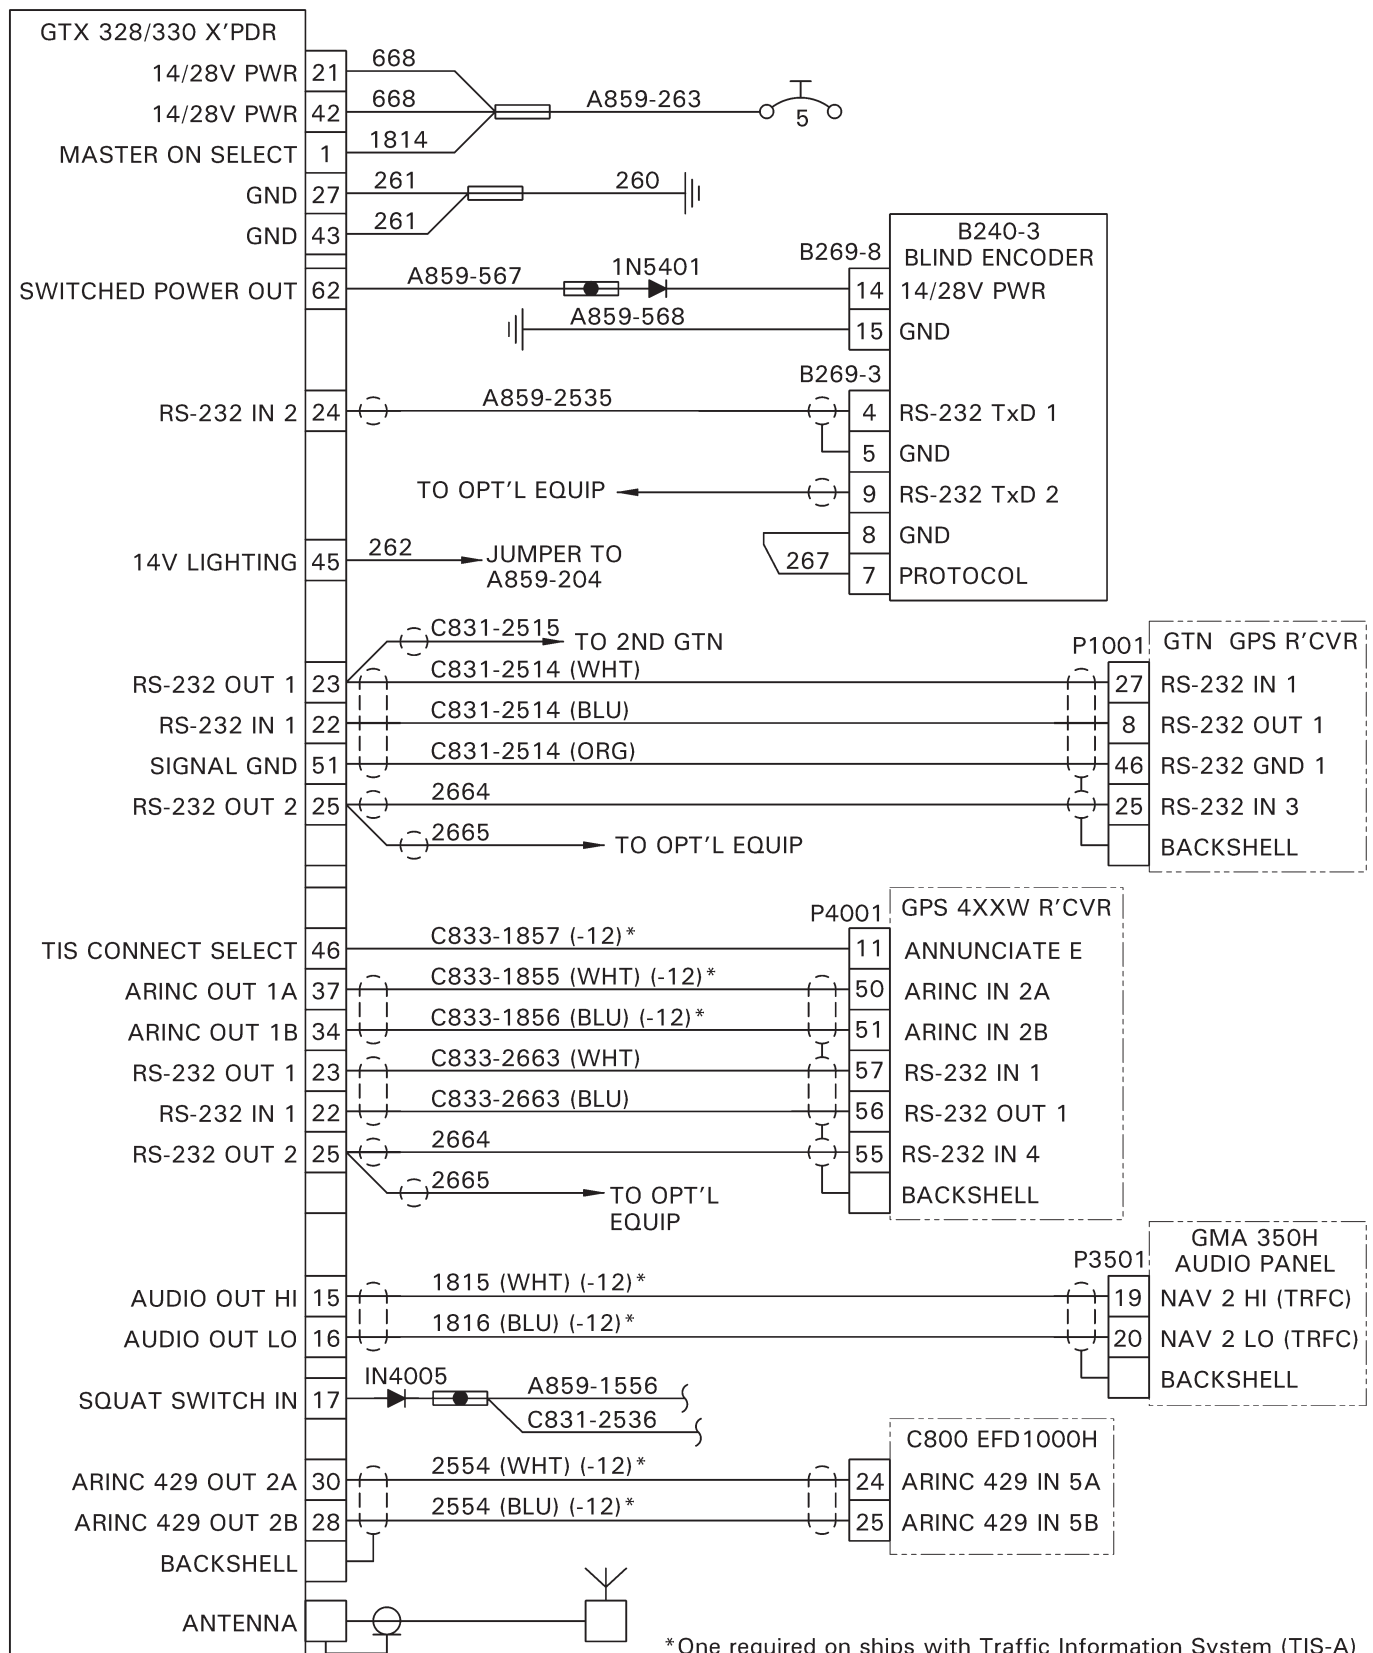 GTX 328/330 X'PDR
14/28V PWR 21 668
14/28V PWR 42 668 A859-263 5
MASTER ON SELECT 1 1814
GND 27 261 260
GND 43 261
B240-3
BLIND ENCODER
B269-8
SWITCHED POWER OUT 62 A859-567 1N5401 14 14/28V PWR
A859-568 15 GND
B269-3
RS-232 IN 2 24 A859-2535 4 RS-232 TxD 1
5 GND
TO OPT'L EQUIP 9 RS-232 TxD 2
8 GND
14V LIGHTING 45 262 JUMPER TO
A859-204
267 7 PROTOCOL
C831-2515 TO 2ND GTN
P1001 GTN GPS R'CVR
RS-232 OUT 1 23 C831-2514 (WHT) 27 RS-232 IN 1
RS-232 IN 1 22 C831-2514 (BLU) 8 RS-232 OUT 1
SIGNAL GND 51 C831-2514 (ORG) 46 RS-232 GND 1
RS-232 OUT 2 25 2664 25 RS-232 IN 3
2665 TO OPT'L EQUIP BACKSHELL
P4001 GPS 4XXW R'CVR
TIS CONNECT SELECT 46 C833-1857 (-12)* 11 ANNUNCIATE E
ARINC OUT 1A 37 C833-1855 (WHT) (-12)* 50 ARINC IN 2A
ARINC OUT 1B 34 C833-1856 (BLU) (-12)* 51 ARINC IN 2B
RS-232 OUT 1 23 C833-2663 (WHT) 57 RS-232 IN 1
RS-232 IN 1 22 C833-2663 (BLU) 56 RS-232 OUT 1
RS-232 OUT 2 25 2664 55 RS-232 IN 4
2665 TO OPT'L
EQUIP
BACKSHELL
GMA 350H
AUDIO PANEL
P3501
AUDIO OUT HI 15 1815 (WHT) (-12)* 19 NAV 2 HI (TRFC)
AUDIO OUT LO 16 1816 (BLU) (-12)* 20 NAV 2 LO (TRFC)
BACKSHELL
SQUAT SWITCH IN 17 IN4005 A859-1556
C831-2536
C800 EFD1000H
ARINC 429 OUT 2A 30 2554 (WHT) (-12)* 24 ARINC 429 IN 5A
ARINC 429 OUT 2B 28 2554 (BLU) (-12)* 25 ARINC 429 IN 5B
BACKSHELL
ANTENNA
*One required on ships with Traffic Information System (TIS-A)